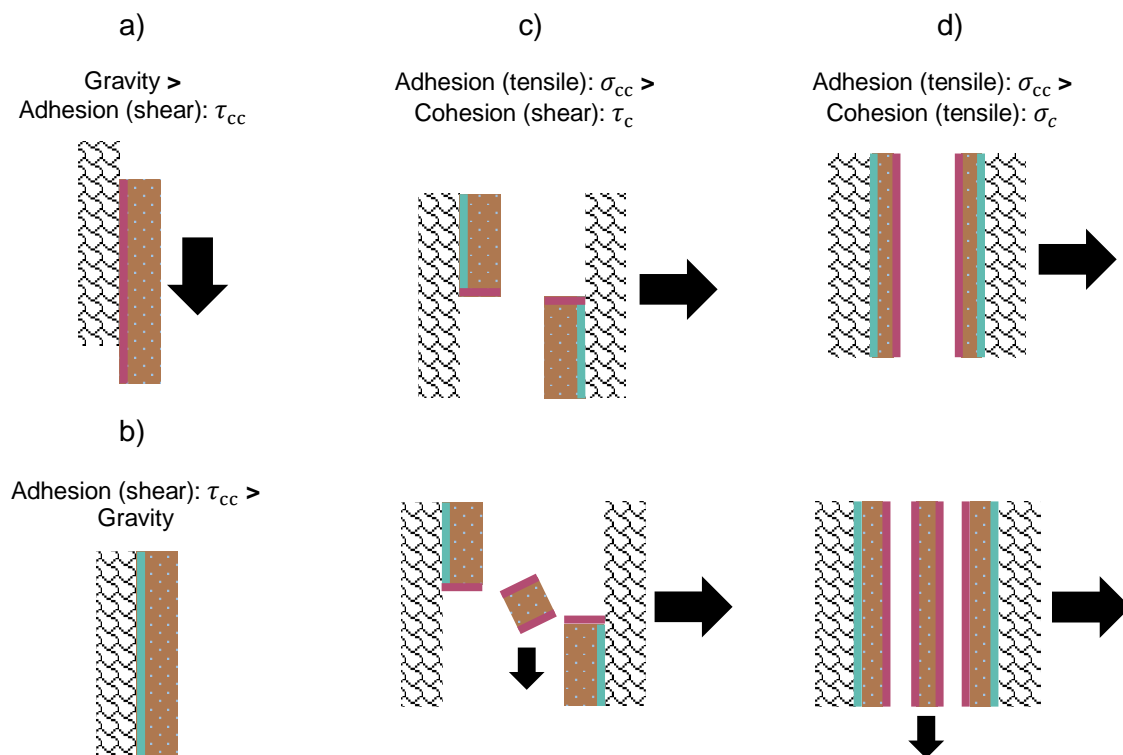 a)
Gravity >
Adhesion (shear): τcc
b)
Adhesion (shear): τcc >
Gravity
c)
Adhesion (tensile): σcc >
Cohesion (shear): τc
d)
Adhesion (tensile): σcc >
Cohesion (tensile): σc